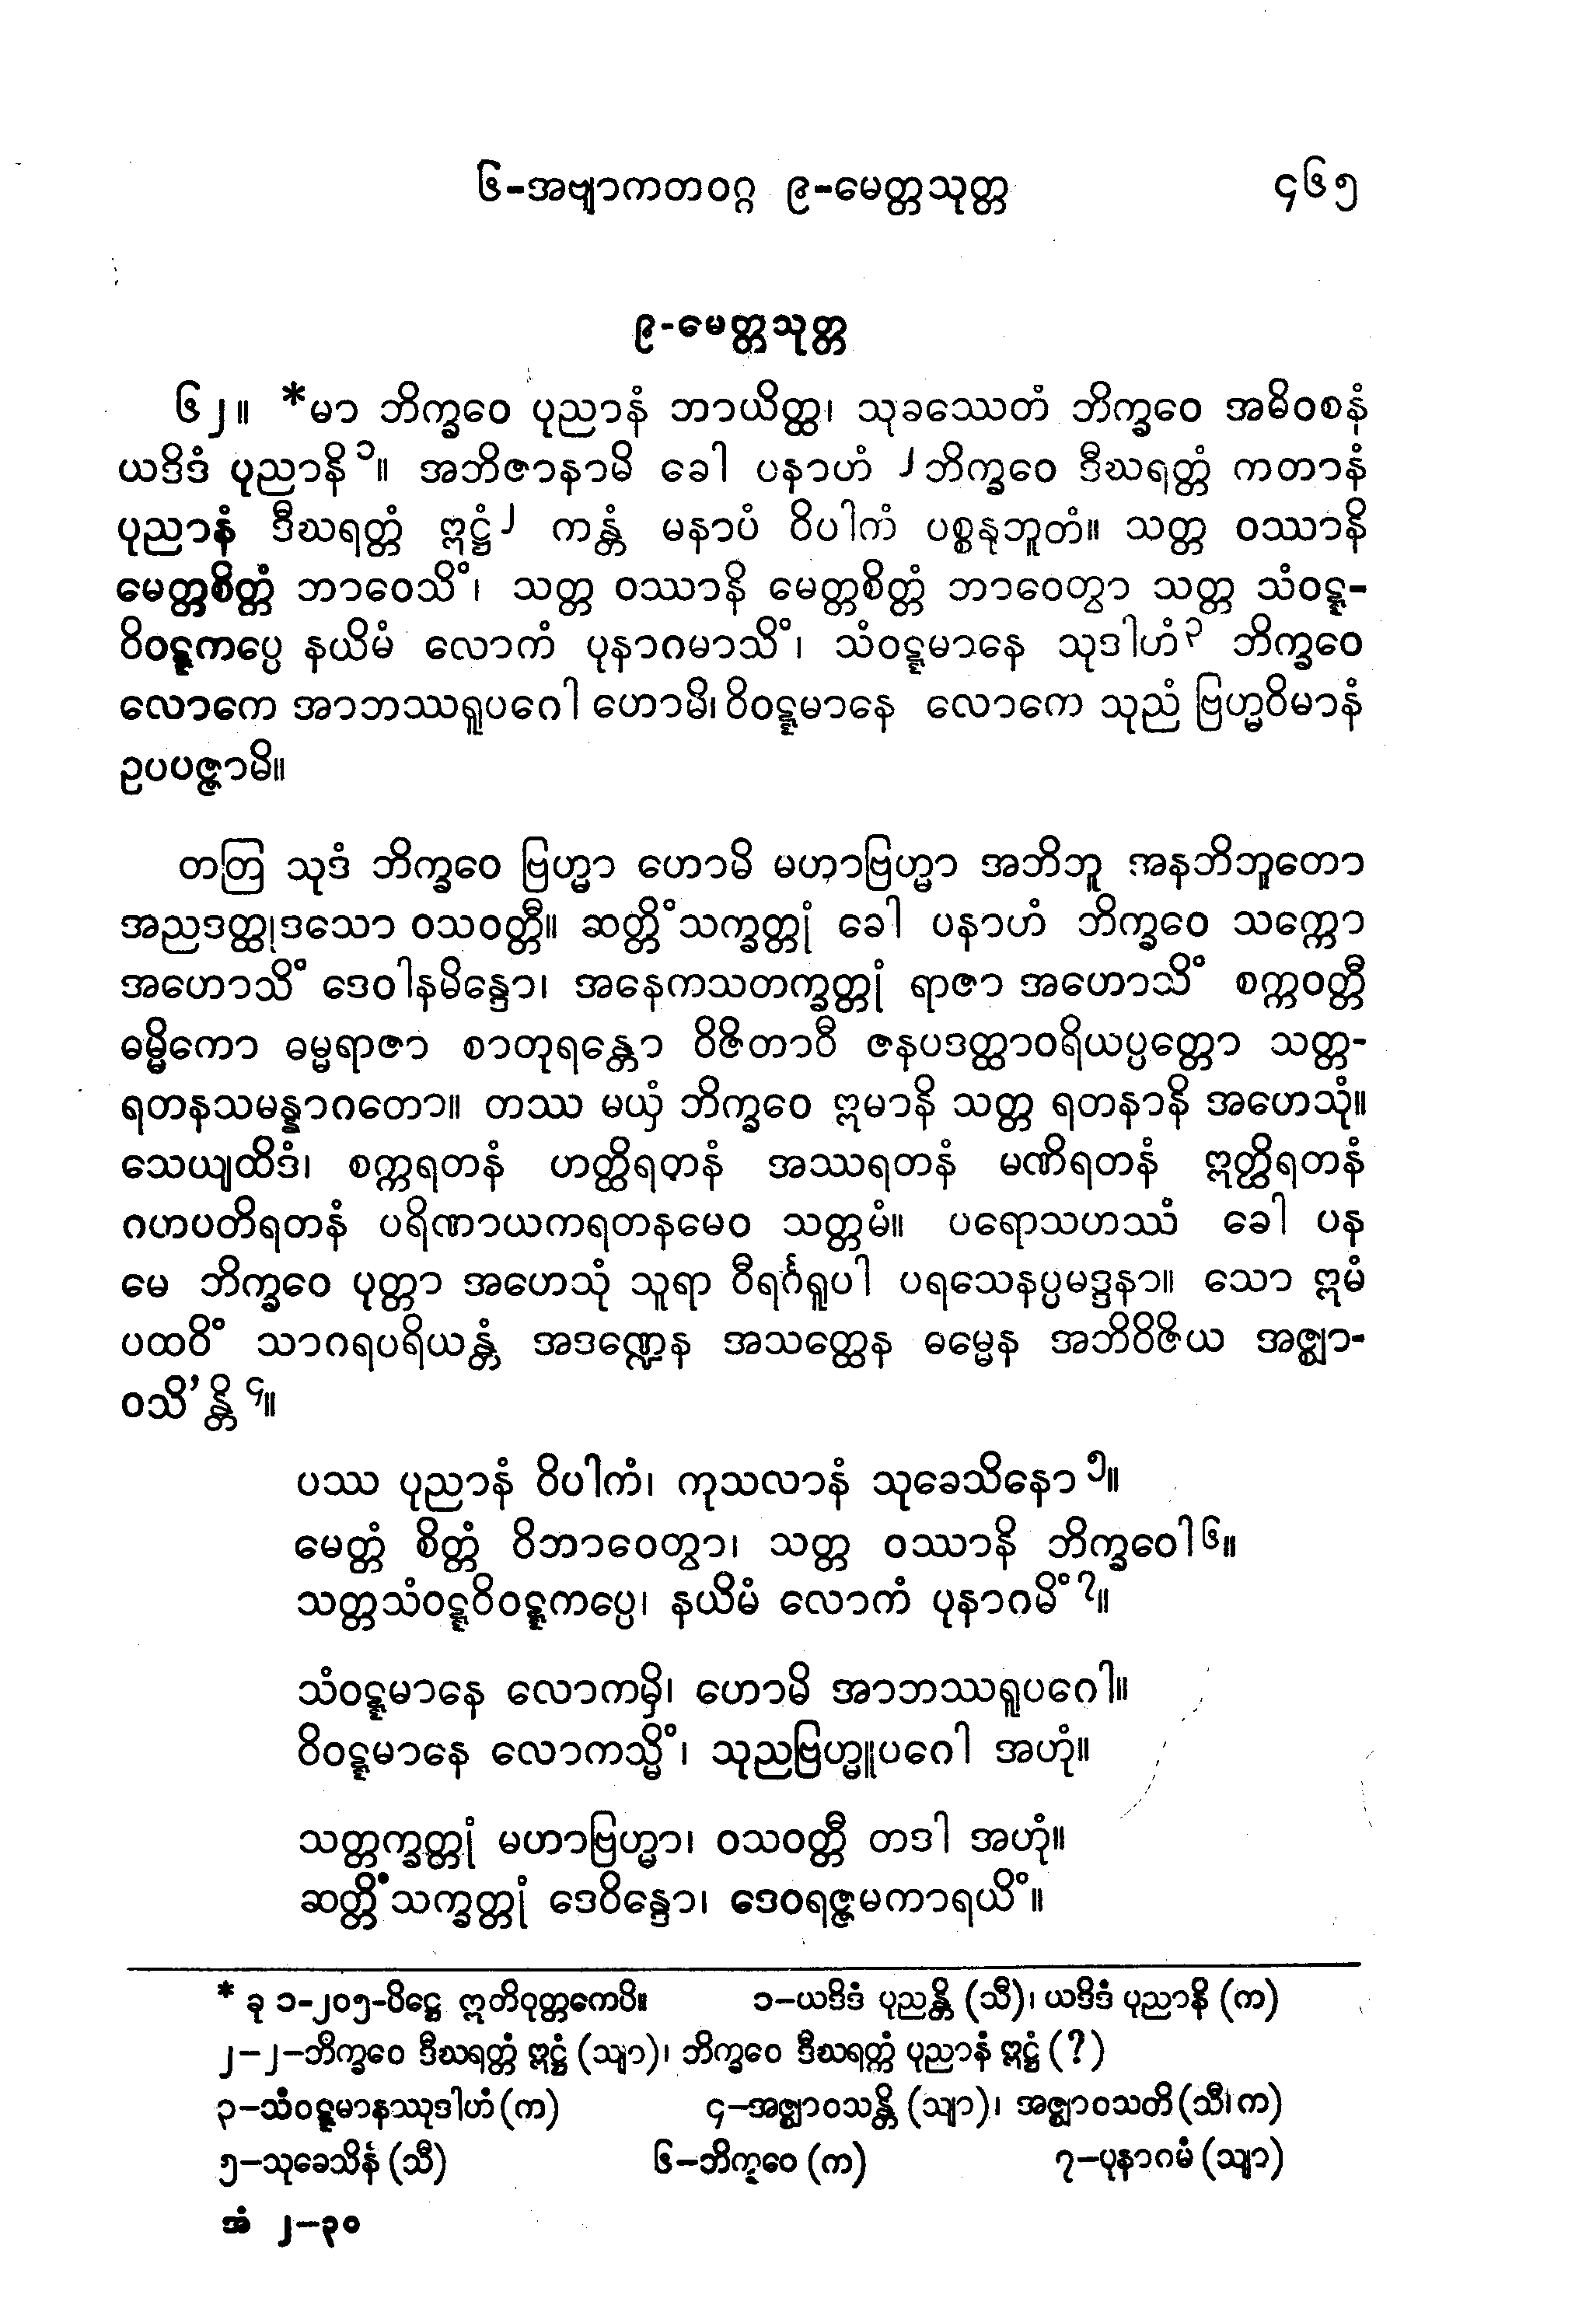 ၆-အဗျာကတဝဂ္ဂ ၉-မေတ္တသုတ္တ ၄၆၅
၉-မေတ္တသုတ္တ
၆၂။ *မာ ဘိက္ခဝေ ပုညာနံ ဘာယိတ္ထ၊ သုခဿေတံ ဘိက္ခဝေ အဓိဝစနံ
ယဒိဒံ ပုညာနိ ၁။ အဘိဇာနာမိ ခေါ ပနာဟံ ၂ ဘိက္ခဝေ ဒီဃရတ္တံ ကတာနံ
ပုညာနံ ဒီဃရတ္တံ ဣဋ္ဌံ ၂ ကန္တံ မနာပံ ဝိပါကံ ပစ္စနုဘူတံ။ သတ္တ ဝဿာနိ
မေတ္တစိတ္တံ ဘာဝေသိံ၊ သတ္တ ဝဿာနိ မေတ္တစိတ္တံ ဘာဝေတွာ သတ္တ သံဝဋ္ဋ-
ဝိဝဋ္ဋကပ္ပေ နယိမံ လောကံ ပုနာဂမာသိံ၊ သံဝဋ္ဋမာနေ သုဒါဟံ ၃ ဘိက္ခဝေ
လောကေ အာဘဿရူပဂေါ ဟောမိ၊ ဝိဝဋ္ဋမာနေ လောကေ သုညံ ဗြဟ္မဝိမာနံ
ဥပပဇ္ဇာမိ။
တတြ သုဒံ ဘိက္ခဝေ ဗြဟ္မာ ဟောမိ မဟာဗြဟ္မာ အဘိဘူ အနဘိဘူတော
အညဒတ္ထုဒသော ဝသဝတ္တီ။ ဆတ္တိံသက္ခတ္တုံ ခေါ ပနာဟံ ဘိက္ခဝေ သက္ကော
အဟောသိံ ဒေဝါနမိန္ဒော၊ အနေကသတက္ခတ္တုံ ရာဇာ အဟောသိံ စက္ကဝတ္တီ
ဓမ္မိကော ဓမ္မရာဇာ စာတုရန္တော ဝိဇိတာဝီ ဇနပဒတ္ထာဝရိယပ္ပတ္တော သတ္တ-
ရတနသမန္နာဂတော။ တဿ မယှံ ဘိက္ခဝေ ဣမာနိ သတ္တ ရတနာနိ အဟေသုံ။
သေယျထိဒံ၊ စက္ကရတနံ ဟတ္ထိရတနံ အဿရတနံ မဏိရတနံ ဣတ္ထိရတနံ
ဂဟပတိရတနံ ပရိဏာယကရတနမေဝ သတ္တမံ။ ပရောသဟဿံ ခေါ ပန
မေ ဘိက္ခဝေ ပုတ္တာ အဟေသုံ သူရာ ဝီရင်္ဂရူပါ ပရသေနပ္ပမဒ္ဒနာ။ သော ဣမံ
ပထဝိံ သာဂရပရိယန္တံ အဒဏ္ဍေန အသတ္ထေန ဓမ္မေန အဘိဝိဇိယ အဇ္ဈာ-
ဝသိ’န္တိ ၄။
ပဿ ပုညာနံ ဝိပါကံ၊ ကုသလာနံ သုခေသိနော ၅။
မေတ္တံ စိတ္တံ ဝိဘာဝေတွာ၊ သတ္တ ဝဿာနိ ဘိက္ခဝေါ ၆။
သတ္တသံဝဋ္ဋဝိဝဋ္ဋကပ္ပေ၊ နယိမံ လောကံ ပုနာဂမိံ ၇။
သံဝဋ္ဋမာနေ လောကမှိ၊ ဟောမိ အာဘဿရူပဂေါ။
ဝိဝဋ္ဋမာနေ လောကသ္မိံ၊ သုညဗြဟ္မူပဂေါ အဟုံ။
သတ္တက္ခတ္တုံ မဟာဗြဟ္မာ၊ ဝသဝတ္တီ တဒါ အဟုံ။
ဆတ္တိံသက္ခတ္တုံ ဒေဝိန္ဒော၊ ဒေဝရဇ္ဇမကာရယိံ။
* ခု ၁-၂၀၅-ပိဋ္ဌေ ဣတိဝုတ္တကေပိ။ ၁-ယဒိဒံ ပုညန္တိ (သီ)၊ ယဒိဒံ ပုညာနိ (က)
၂-၂-ဘိက္ခဝေ ဒီဃရတ္တံ ဣဋ္ဌံ (သျာ)၊ ဘိက္ခဝေ ဒီဃရတ္တံ ပုညာနံ ဣဋ္ဌံ (?)
၃-သံဝဋ္ဋမာနဿုဒါဟံ (က) ၄-အဇ္ဈာဝသန္တိ (သျာ)၊ အဇ္ဈာဝသတိ (သီ၊က)
၅-သုခေသိနံ (သီ) ၆-ဘိက္ခဝေ (က) ၇-ပုနာဂမံ (သျာ)
အံ ၂-၃၀